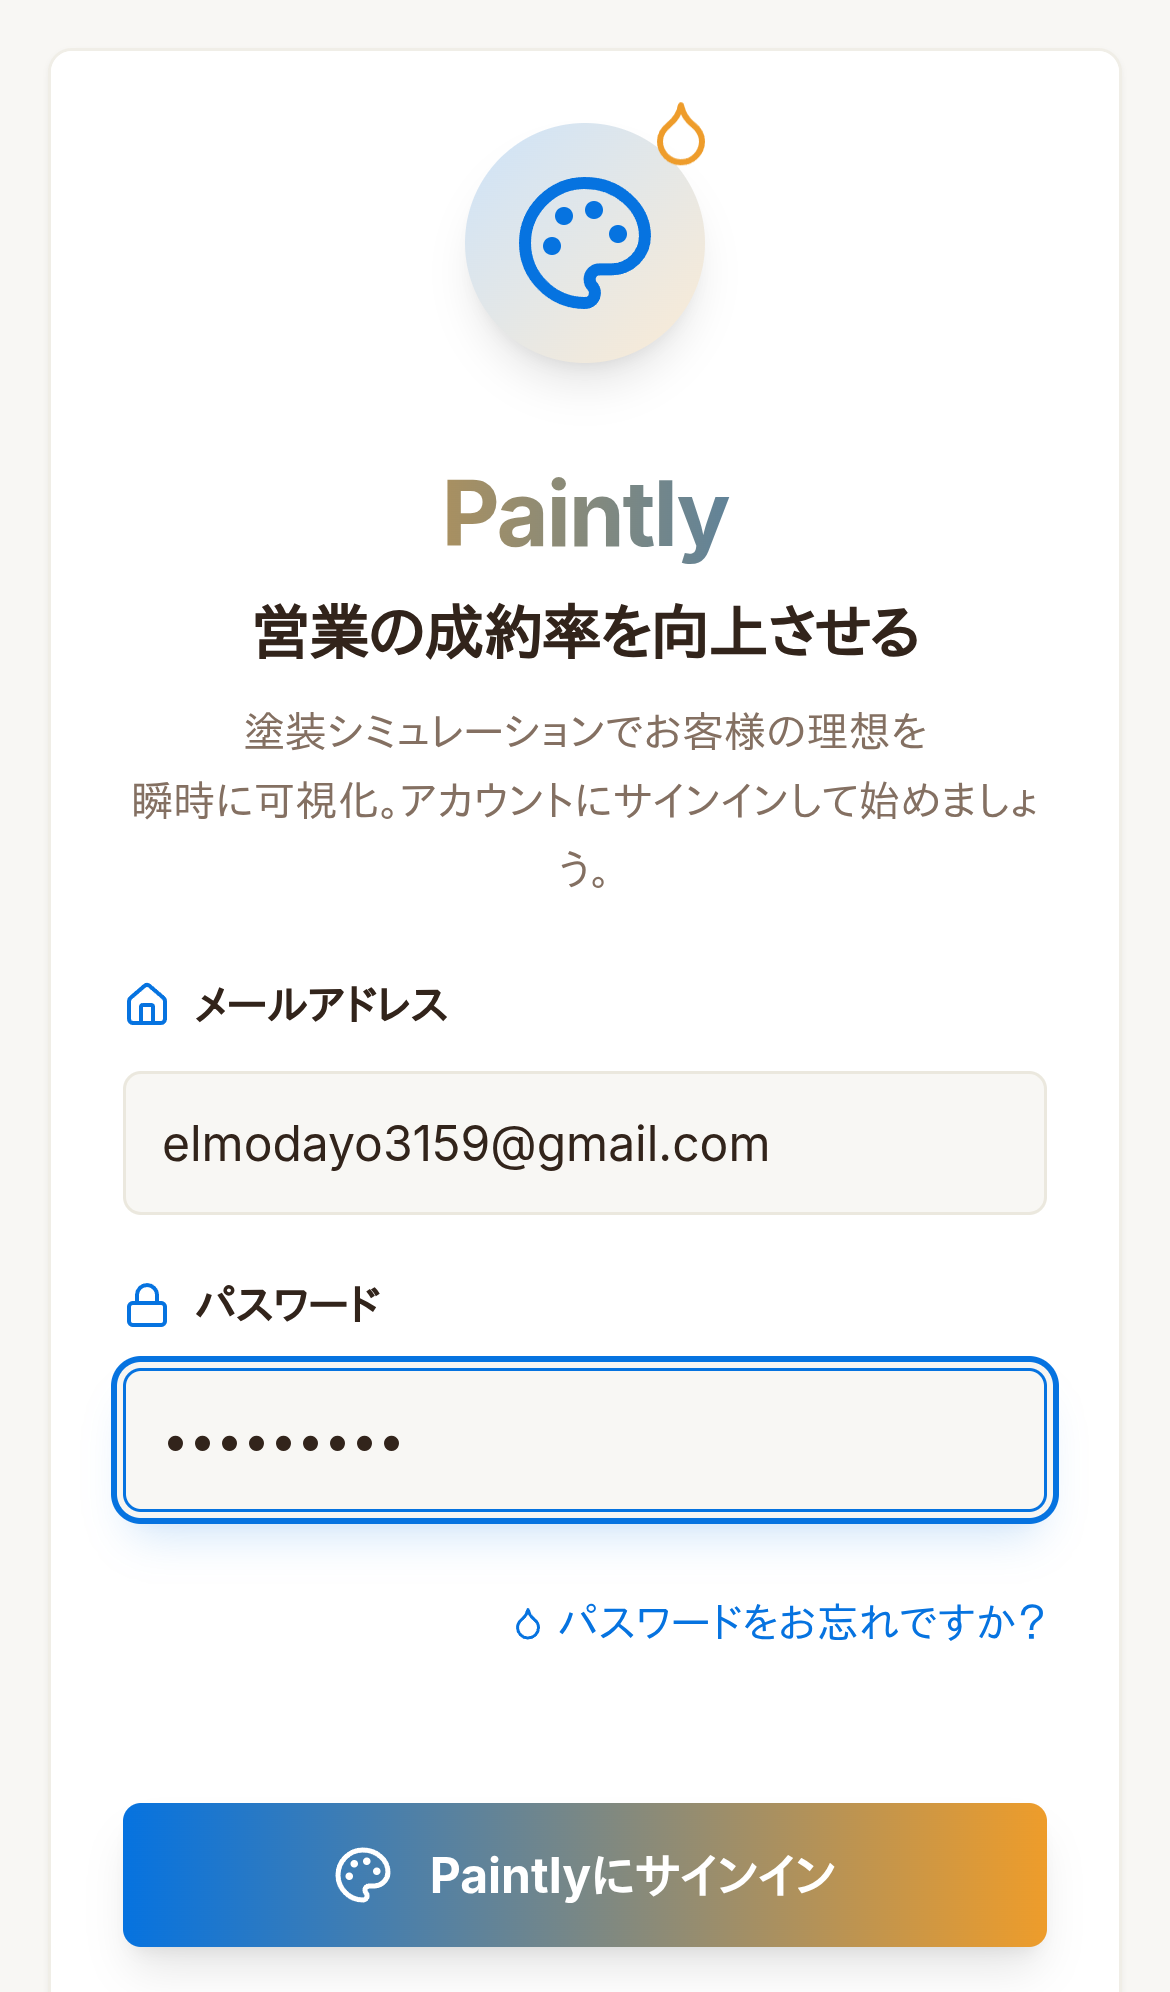 Paintly
営業の成約率を向上させる
塗装シミュレーションでお客様の理想を
瞬時に可視化。アカウントにサインインして始めましょ
う。
メールアドレス
elmodayo3159@gmail.com
パスワード
•••••••••
パスワードをお忘れですか？
Paintlyにサインイン